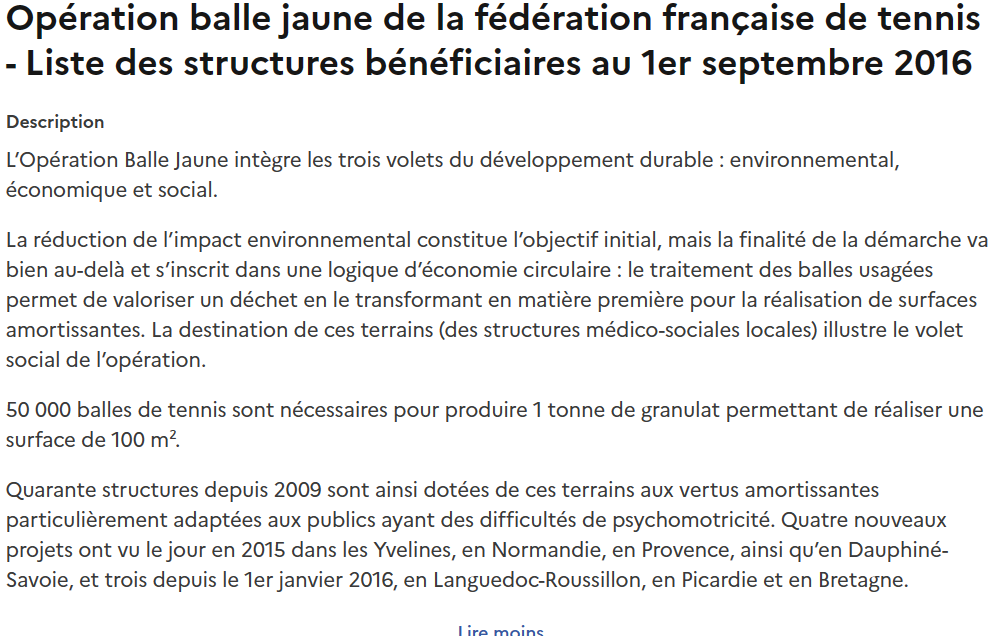 Opération balle jaune de la fédération française de tennis
- Liste des structures bénéficiaires au 1er septembre 2016
Description
L’Opération Balle Jaune intègre les trois volets du développement durable : environnemental,
économique et social.
La réduction de l’impact environnemental constitue l’objectif initial, mais la finalité de la démarche va
bien au-delà et s’inscrit dans une logique d’économie circulaire : le traitement des balles usagées
permet de valoriser un déchet en le transformant en matière première pour la réalisation de surfaces
amortissantes. La destination de ces terrains (des structures médico-sociales locales) illustre le volet
social de l’opération.
50 000 balles de tennis sont nécessaires pour produire 1 tonne de granulat permettant de réaliser une
surface de 100 m².
Quarante structures depuis 2009 sont ainsi dotées de ces terrains aux vertus amortissantes
particulièrement adaptées aux publics ayant des difficultés de psychomotricité. Quatre nouveaux
projets ont vu le jour en 2015 dans les Yvelines, en Normandie, en Provence, ainsi qu’en Dauphiné-
Savoie, et trois depuis le 1er janvier 2016, en Languedoc-Roussillon, en Picardie et en Bretagne.
Lire moins